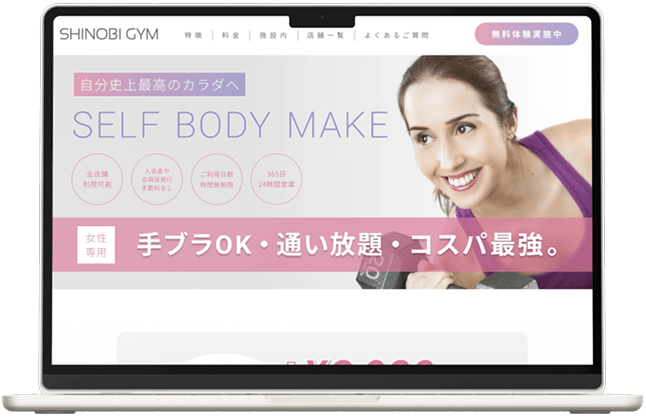 SHINOBI GYM
特徴
料金
施設内
店舗一覧
よくあるご質問
無料体験実施中
自分史上最高のカラダへ
SELF BODY MAKE
全店舗
利用可能
入会金や
会員証発行
手数料なし
ご利用日数
時間無制限
365日
24時間営業
女性
専用
手ブラOK・通い放題・コスパ最強。